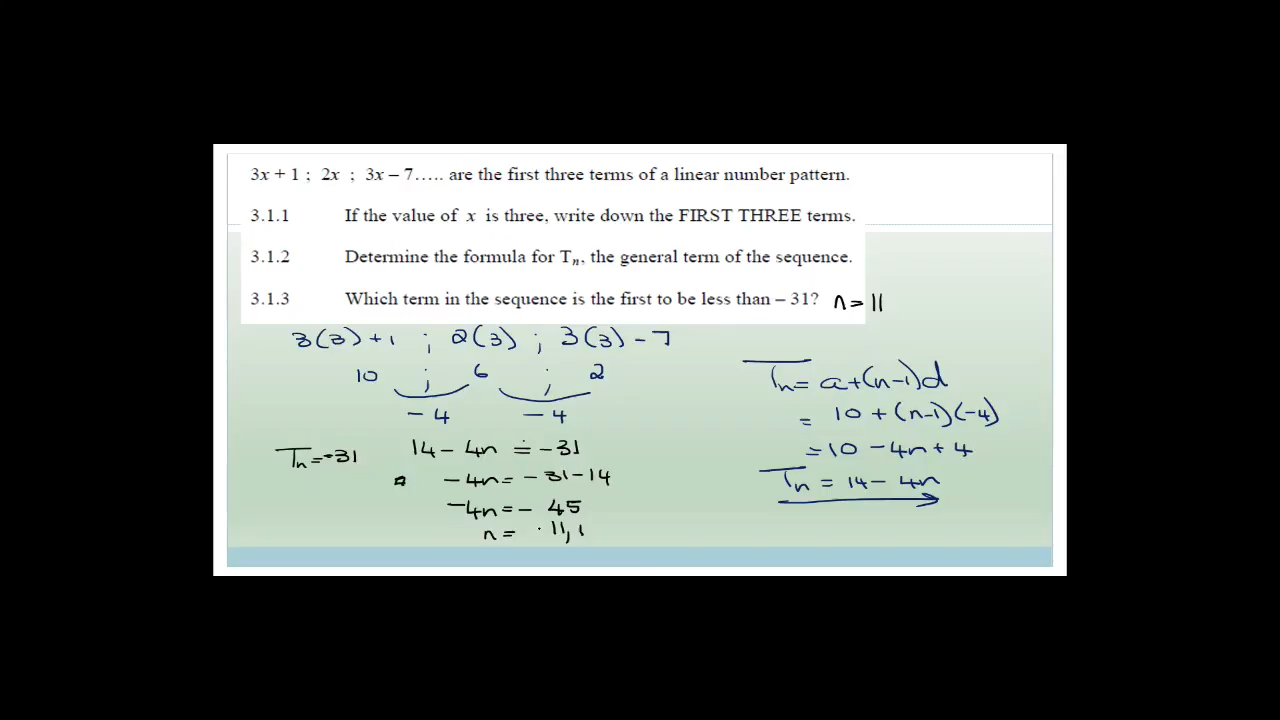 3x + 1 ; 2x ; 3x – 7….. are the first three terms of a linear number pattern.
3.1.1 If the value of x is three, write down the FIRST THREE terms.
3.1.2 Determine the formula for Tn, the general term of the sequence.
3.1.3 Which term in the sequence is the first to be less than – 31? n = 11
3(3)+1 ; 2(3) ; 3(3) - 7
10 ; 6 ; 2
-4 -4
Tn = -31
14 - 4n = -31
-4n = -31-14
-4n = - 45
n = 11,1
Tn = a+(n-1)d
= 10 + (n-1)(-4)
= 10 - 4n + 4
Tn = 14 - 4n